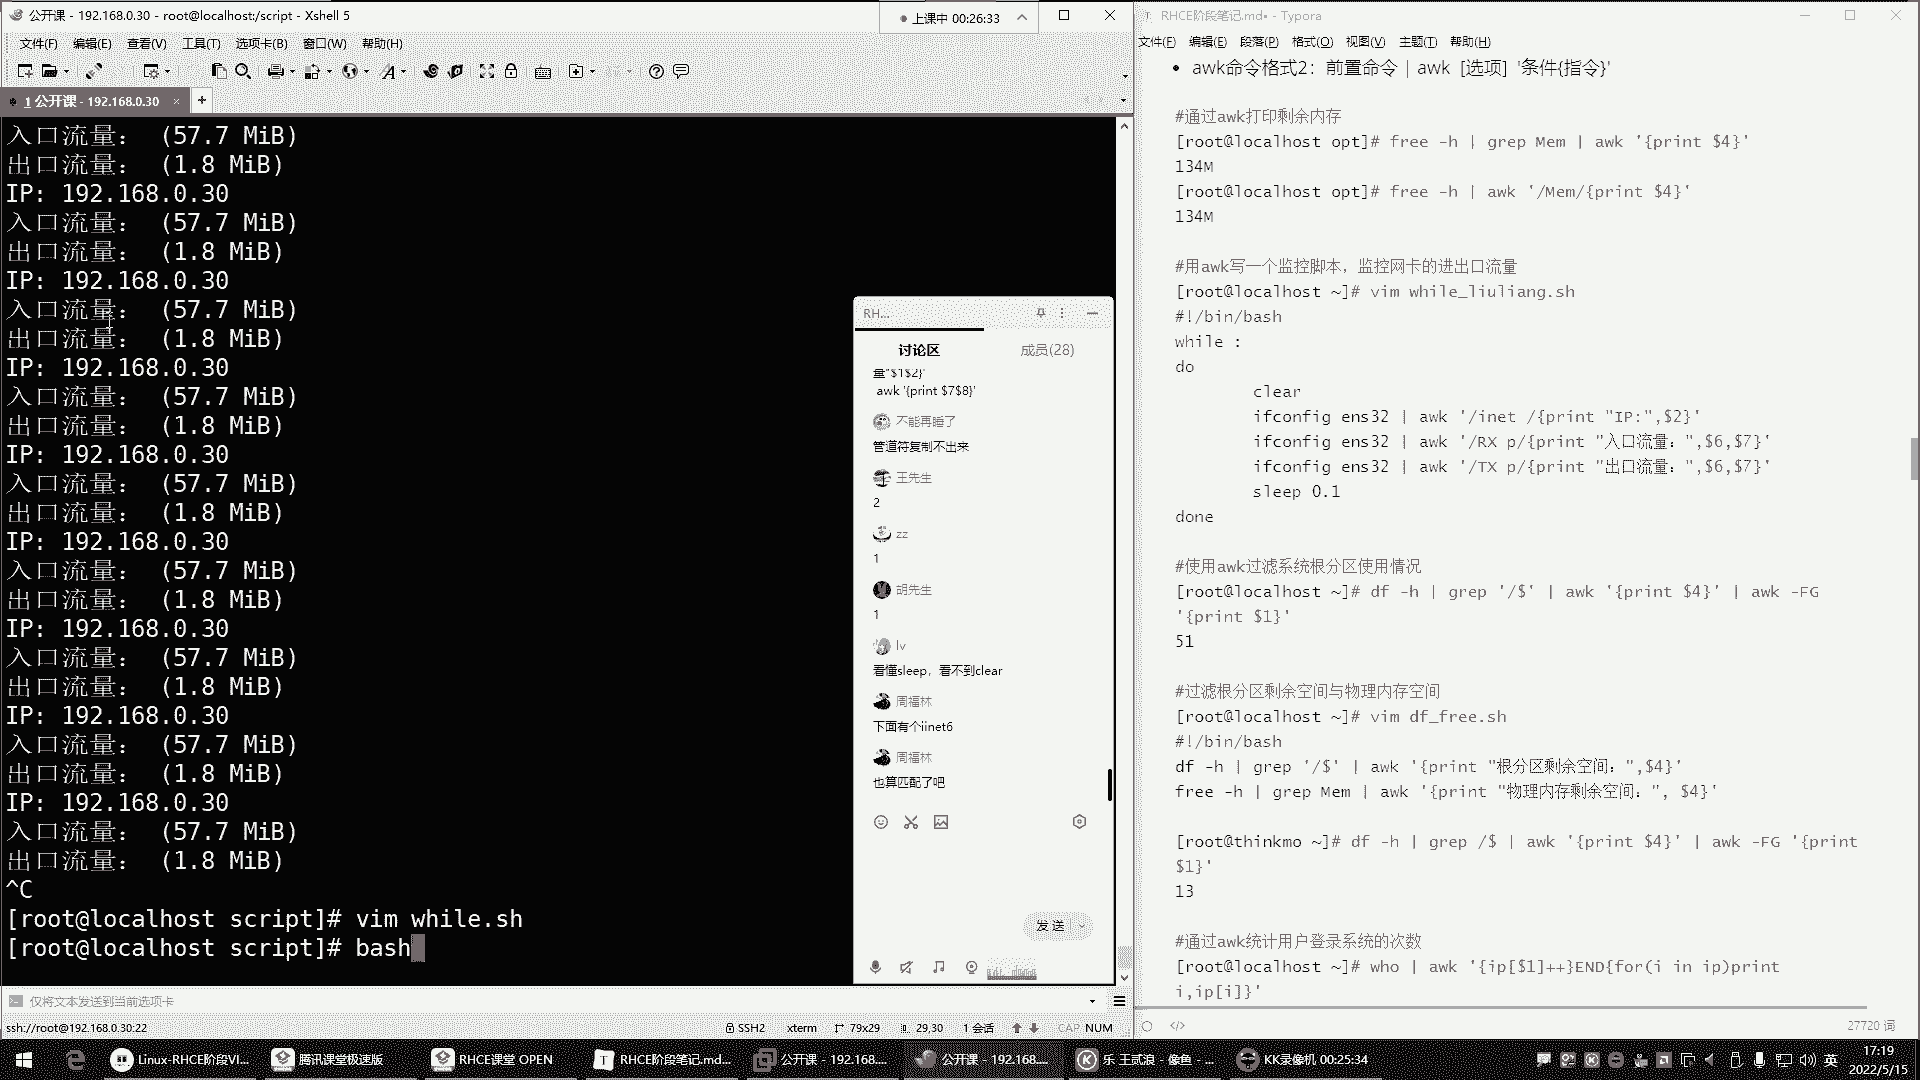 公开课 - 192.168.0.30 - root@localhost:/script - Xshell 5
上课中 00:26:33
文件(F) 编辑(E) 查看(V) 工具(T) 选项卡(B) 窗口(W) 帮助(H)
1 公开课 - 192.168.0.30
入口流量： (57.7 MiB)
出口流量： (1.8 MiB)
IP: 192.168.0.30
入口流量： (57.7 MiB)
出口流量： (1.8 MiB)
IP: 192.168.0.30
入口流量： (57.7 MiB)
出口流量： (1.8 MiB)
IP: 192.168.0.30
入口流量： (57.7 MiB)
出口流量： (1.8 MiB)
IP: 192.168.0.30
入口流量： (57.7 MiB)
出口流量： (1.8 MiB)
IP: 192.168.0.30
入口流量： (57.7 MiB)
出口流量： (1.8 MiB)
IP: 192.168.0.30
入口流量： (57.7 MiB)
出口流量： (1.8 MiB)
IP: 192.168.0.30
入口流量： (57.7 MiB)
出口流量： (1.8 MiB)
IP: 192.168.0.30
入口流量： (57.7 MiB)
出口流量： (1.8 MiB)
^C
[root@localhost script]# vim while.sh
[root@localhost script]# bash
仅将文本发送到当前选项卡
ssh://root@192.168.0.30:22
SSH2 xterm 79x29 29,30 1 会话 CAP NUM
RH...
讨论区 成员(28)
量"$1$2}'
awk '{print $7$8}'
不能再睡了
管道符复制不出来
王先生
2
zz
1
胡先生
1
lv
看懂sleep，看不到clear
周福林
下面有个iinet6
周福林
也算匹配了吧
发送
RHCE阶段笔记.md• - Typora
文件(F) 编辑(E) 段落(P) 格式(O) 视图(V) 主题(T) 帮助(H)
• awk命令格式2：前置命令 | awk [选项] '条件{指令}'
#通过awk打印剩余内存
[root@localhost opt]# free -h | grep Mem | awk '{print $4}'
134M
[root@localhost opt]# free -h | awk '/Mem/{print $4}'
134M
#用awk写一个监控脚本，监控网卡的进出口流量
[root@localhost ~]# vim while_liuliang.sh
#!/bin/bash
while :
do
clear
ifconfig ens32 | awk '/inet /{print "IP:",$2}'
ifconfig ens32 | awk '/RX p/{print "入口流量：",$6,$7}'
ifconfig ens32 | awk '/TX p/{print "出口流量：",$6,$7}'
sleep 0.1
done
#使用awk过滤系统根分区使用情况
[root@localhost ~]# df -h | grep '/$' | awk '{print $4}' | awk -FG
'{print $1}'
51
#过滤根分区剩余空间与物理内存空间
[root@localhost ~]# vim df_free.sh
#!/bin/bash
df -h | grep '/$' | awk '{print "根分区剩余空间：",$4}'
free -h | grep Mem | awk '{print "物理内存剩余空间：", $4}'
[root@thinkmo ~]# df -h | grep /$ | awk '{print $4}' | awk -FG '{print
$1}'
13
#通过awk统计用户登录系统的次数
[root@localhost ~]# who | awk '{ip[$1]++}END{for(i in ip)print
i,ip[i]}'
27720 词
Linux-RHCE阶段VI... 腾讯课堂极速版 RHCE课堂 OPEN RHCE阶段笔记.md... 公开课 - 192.168.... 公开课 - 192.168.... 乐 王贰浪 - 像鱼 - ... KK录像机 00:25:34 英 17:19
2022/5/15